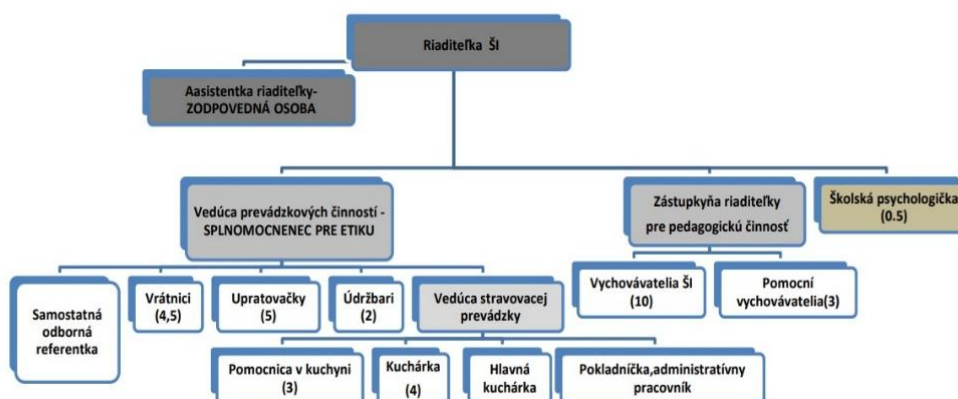 Riaditeľka ŠI
Aasistentka riaditeľky-
ZODPOVEDNÁ OSOBA
Vedúca prevádzkových činností -
SPLNOMOCNENEC PRE ETIKU
Zástupkyňa riaditeľky
pre pedagogickú činnosť
Školská psychologička
(0.5)
Samostatná
odborná
referentka
Vrátnici
(4,5)
Upratovačky
(5)
Údržbari
(2)
Vedúca stravovacej
prevádzky
Vychovávatelia ŠI
(10)
Pomocní
vychovávatelia(3)
Pomocnica v kuchyni
(3)
Kuchárka
(4)
Hlavná
kuchárka
Pokladníčka,administratívny
pracovník